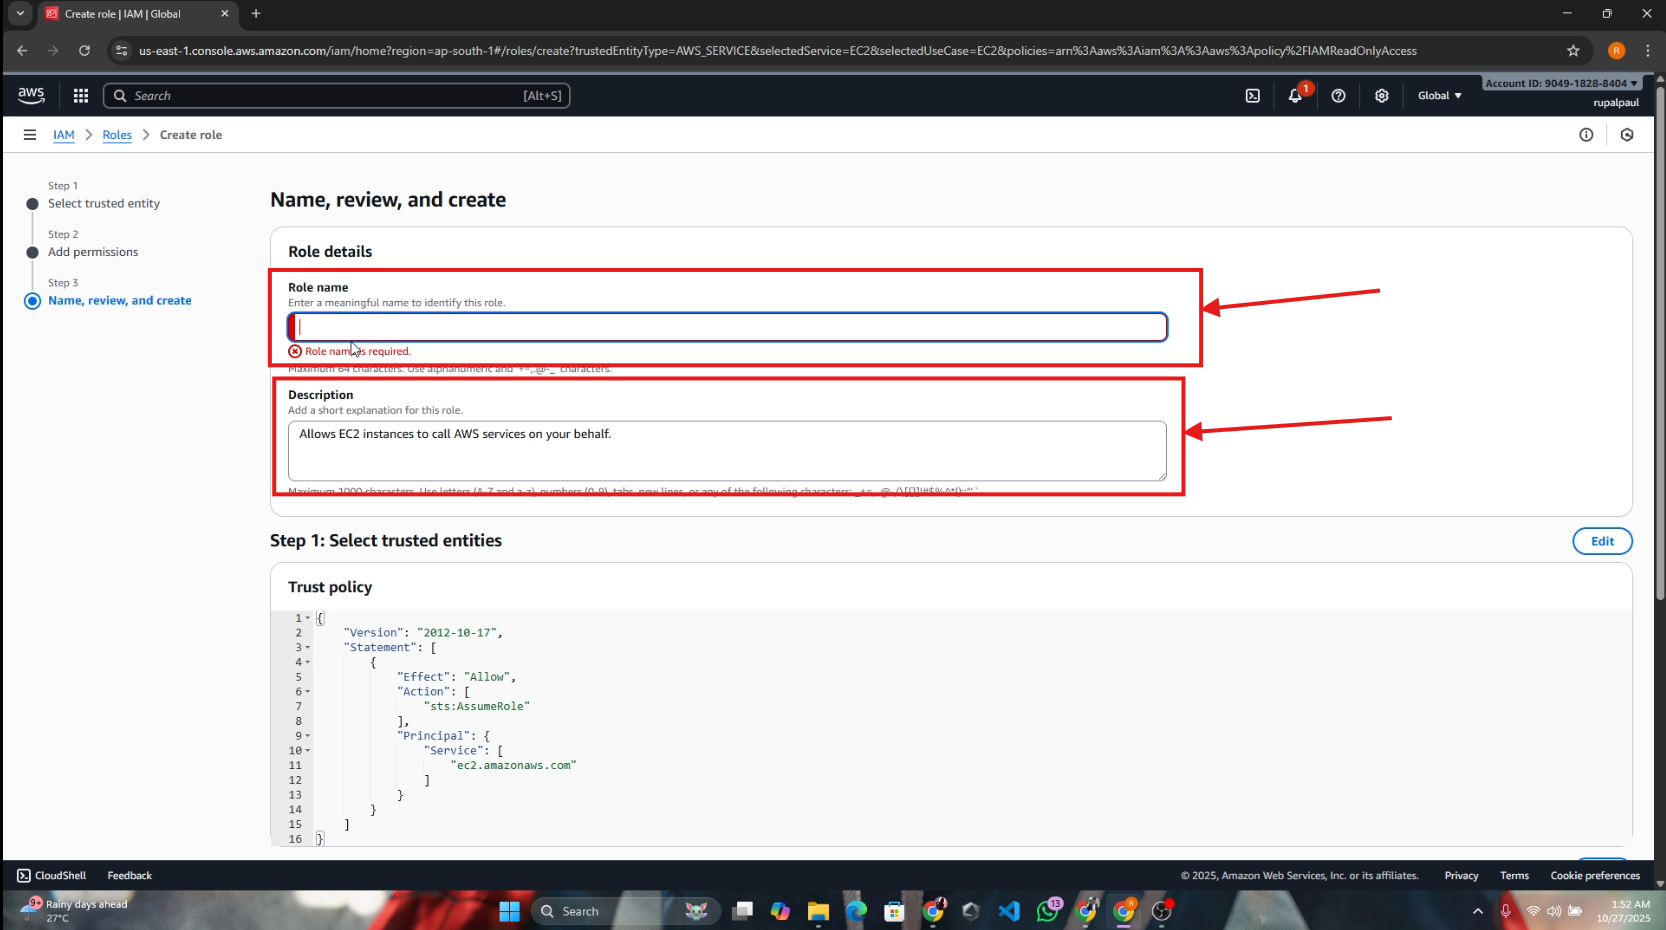 Create role | IAM | Global
us-east-1.console.aws.amazon.com/iam/home?region=ap-south-1#/roles/create?trustedEntityType=AWS_SERVICE&selectedService=EC2&selectedUseCase=EC2&policies=arn%3Aaws%3Aiam%3A%3Aaws%3Apolicy%2FIAMReadOnlyAccess
R
aws
Search
[Alt+S]
1
Global
Account ID: 9049-1828-8404
rupalpaul
IAM
Roles
Create role
Step 1
Select trusted entity
Step 2
Add permissions
Step 3
Name, review, and create
Name, review, and create
Role details
Role name
Enter a meaningful name to identify this role.
Role name is required.
Maximum 64 characters. Use alphanumeric and '+=,.@-_' characters.
Description
Add a short explanation for this role.
Allows EC2 instances to call AWS services on your behalf.
Maximum 1000 characters. Use letters (A-Z and a-z), numbers (0-9), tabs, new lines, or any of the following characters:
Step 1: Select trusted entities
Edit
Trust policy
1 {
2 "Version": "2012-10-17",
3 "Statement": [
4 {
5 "Effect": "Allow",
6 "Action": [
7 "sts:AssumeRole"
8 ],
9 "Principal": {
10 "Service": [
11 "ec2.amazonaws.com"
12 ]
13 }
14 }
15 ]
16 }
CloudShell
Feedback
© 2025, Amazon Web Services, Inc. or its affiliates.
Privacy
Terms
Cookie preferences
9+
Rainy days ahead
27°C
Search
13
R
1:52 AM
10/27/2025